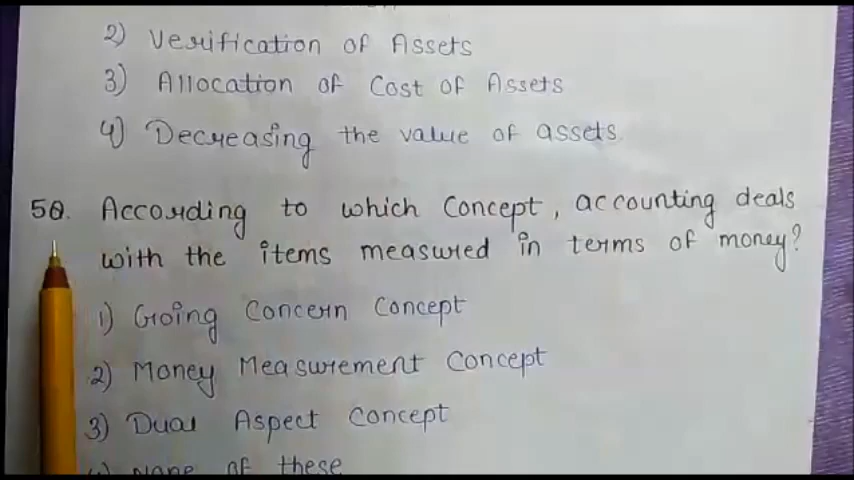 2) Verification of Assets
3) Allocation of Cost of Assets
4) Decreasing the value of assets.
50. According to which Concept, accounting deals
with the items measured in terms of money?
1) Going Concern Concept
2) Money Measurement Concept
3) Dual Aspect Concept
4) None of these